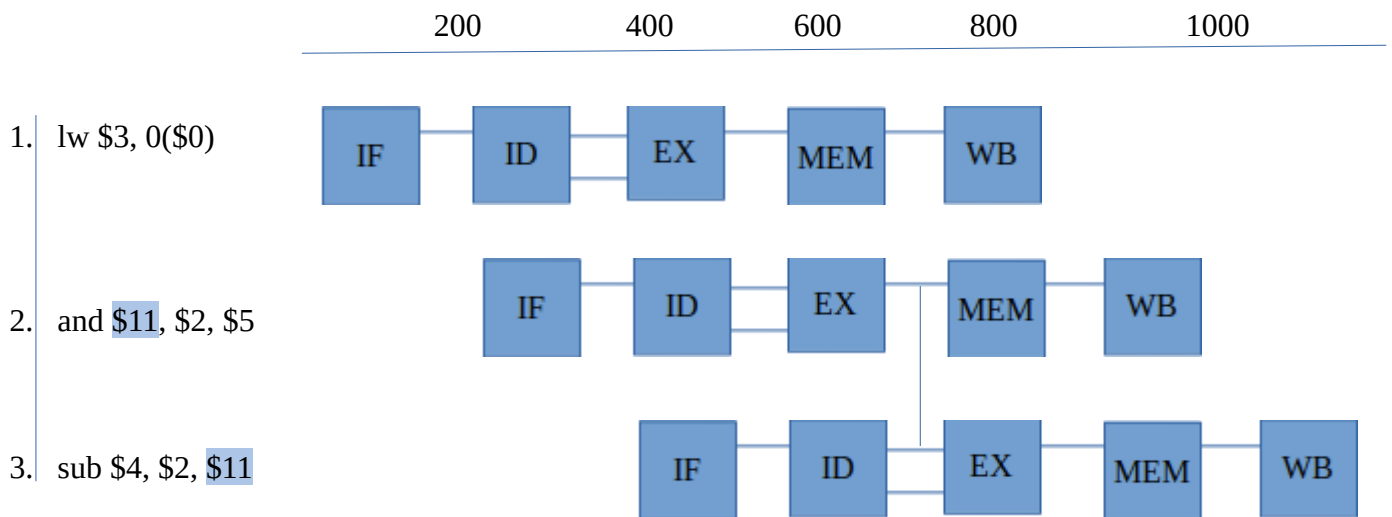 200 400 600 800 1000
1. lw $3, 0($0)
IF ID EX MEM WB
2. and $11, $2, $5
IF ID EX MEM WB
3. sub $4, $2, $11
IF ID EX MEM WB